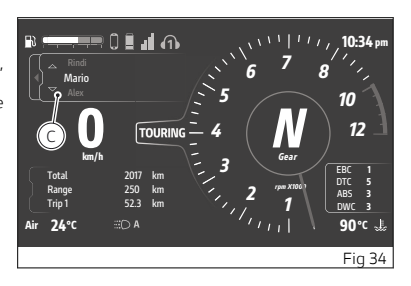 ,
e
10:34 pm
1
Rindi
Mario
Alex
C
0
km/h
TOURING
1
2
3
4
5
6
7
8
10
12
N
Gear
rpm X1000
Total 2017 km
Range 250 km
Trip 1 52.3 km
EBC 1
DTC 5
ABS 3
DWC 3
Air 24°C
A
90°C
Fig 34